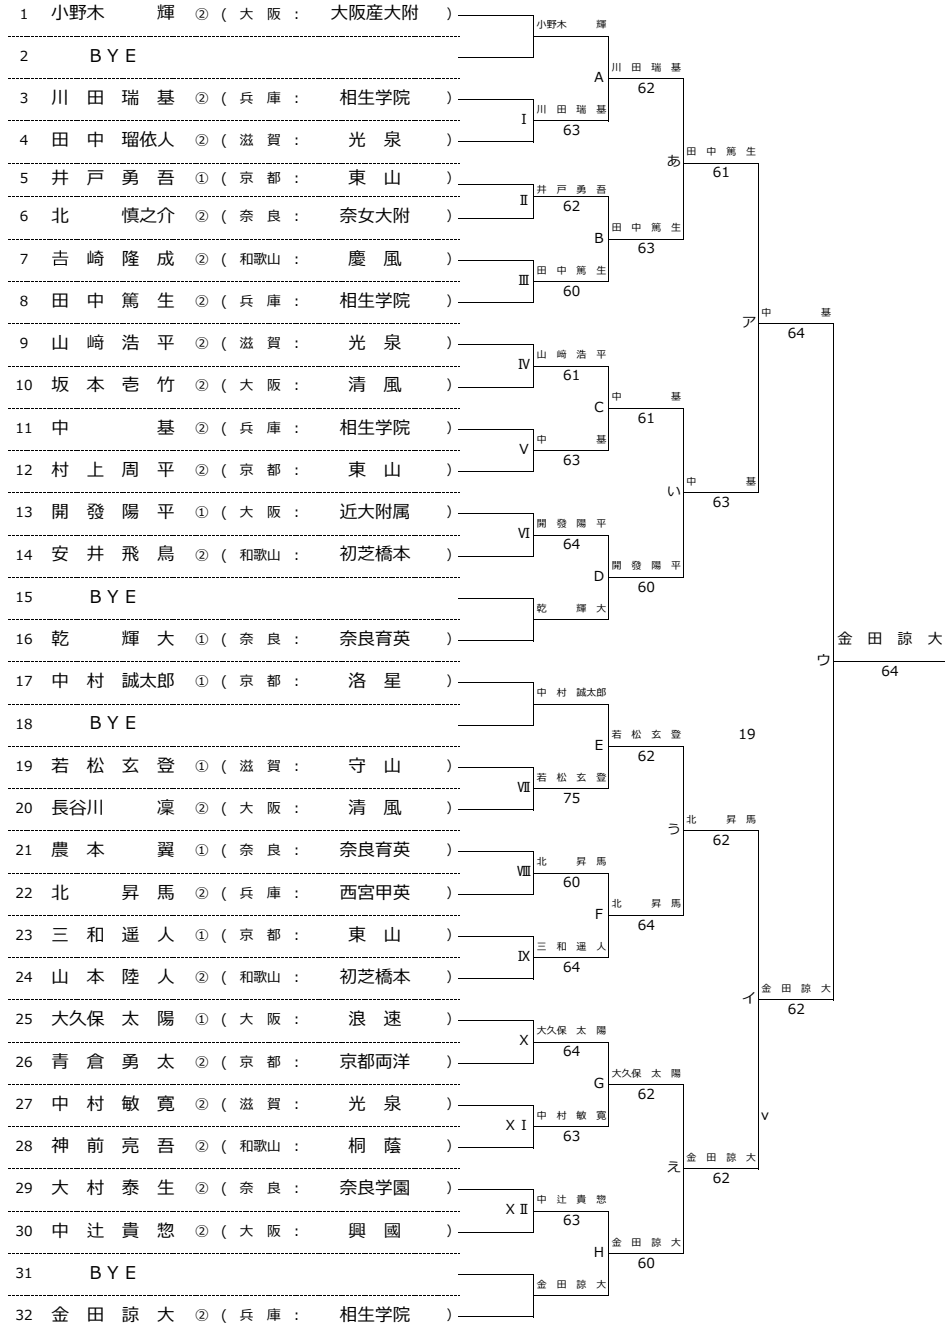 1 小野木 輝 ② ( 大 阪 : 大阪産大附 )
2 ＢＹＥ
3 川 田 瑞 基 ② ( 兵 庫 : 相生学院 )
4 田 中 瑠依人 ② ( 滋 賀 : 光 泉 )
5 井 戸 勇 吾 ① ( 京 都 : 東 山 )
6 北 慎之介 ② ( 奈 良 : 奈女大附 )
7 𠮷 崎 隆 成 ② ( 和歌山 : 慶 風 )
8 田 中 篤 生 ② ( 兵 庫 : 相生学院 )
9 山 﨑 浩 平 ② ( 滋 賀 : 光 泉 )
10 坂 本 壱 竹 ② ( 大 阪 : 清 風 )
11 中 基 ② ( 兵 庫 : 相生学院 )
12 村 上 周 平 ② ( 京 都 : 東 山 )
13 開 發 陽 平 ① ( 大 阪 : 近大附属 )
14 安 井 飛 鳥 ② ( 和歌山 : 初芝橋本 )
15 ＢＹＥ
16 乾 輝 大 ① ( 奈 良 : 奈良育英 )
17 中 村 誠太郎 ① ( 京 都 : 洛 星 )
18 ＢＹＥ
19 若 松 玄 登 ① ( 滋 賀 : 守 山 )
20 長谷川 凜 ② ( 大 阪 : 清 風 )
21 農 本 翼 ① ( 奈 良 : 奈良育英 )
22 北 昇 馬 ② ( 兵 庫 : 西宮甲英 )
23 三 和 遥 人 ① ( 京 都 : 東 山 )
24 山 本 陸 人 ② ( 和歌山 : 初芝橋本 )
25 大久保 太 陽 ① ( 大 阪 : 浪 速 )
26 青 倉 勇 太 ② ( 京 都 : 京都両洋 )
27 中 村 敏 寛 ② ( 滋 賀 : 光 泉 )
28 神 前 亮 吾 ② ( 和歌山 : 桐 蔭 )
29 大 村 泰 生 ② ( 奈 良 : 奈良学園 )
30 中 辻 貴 惣 ② ( 大 阪 : 興 國 )
31 ＢＹＥ
32 金 田 諒 大 ② ( 兵 庫 : 相生学院 )
小野木 輝
Ⅰ
川 田 瑞 基
63
Ⅱ
井 戸 勇 吾
62
Ⅲ
田 中 篤 生
60
Ⅳ
山 﨑 浩 平
61
Ⅴ
中 基
63
Ⅵ
開 發 陽 平
64
乾 輝 大
中 村 誠太郎
Ⅶ
若 松 玄 登
75
Ⅷ
北 昇 馬
60
Ⅸ
三 和 遥 人
64
Ⅹ
大久保 太 陽
64
ⅩⅠ
中 村 敏 寛
63
ⅩⅡ
中 辻 貴 惣
63
金 田 諒 大
A
川 田 瑞 基
62
B
田 中 篤 生
63
C
中 基
61
D
開 發 陽 平
60
E
若 松 玄 登
62
F
北 昇 馬
64
G
大久保 太 陽
62
H
金 田 諒 大
60
あ
田 中 篤 生
61
い
中 基
63
19
う
北 昇 馬
62
v
え
金 田 諒 大
62
ア
中 基
64
イ
金 田 諒 大
62
ウ
金 田 諒 大
64